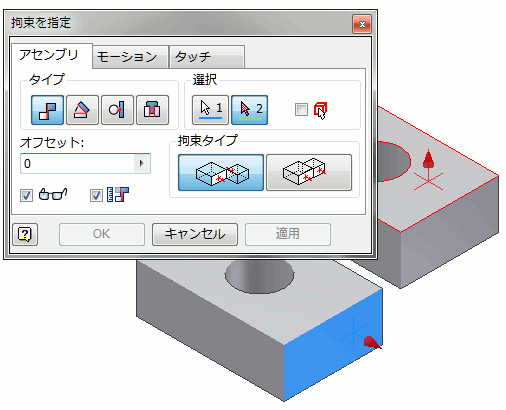 拘束を指定
アセンブリ モーション タッチ
タイプ 選択
1 2
オフセット: 拘束タイプ
0
OK キャンセル 適用